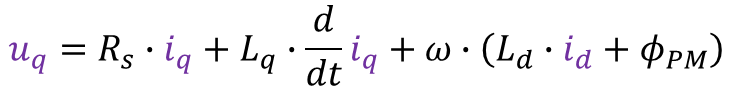 u_q = R_s · i_q + L_q · d/dt i_q + ω · (L_d · i_d + ϕ_PM)